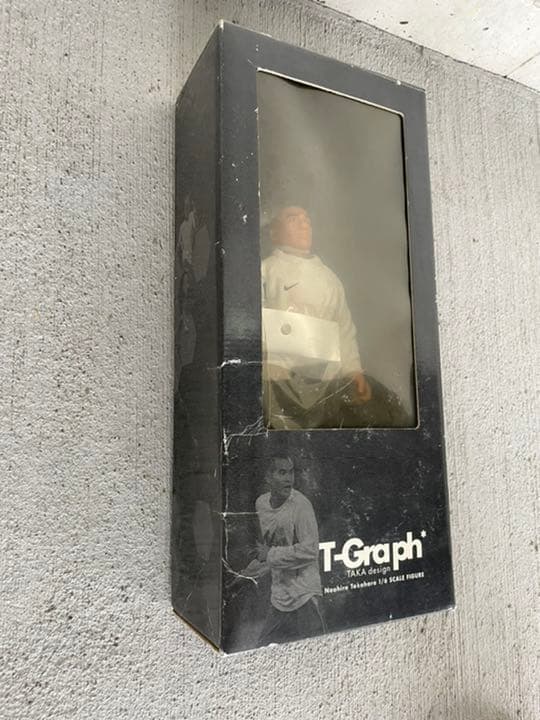 T-Graph*
TAKA design
Naohiro Takahara 1/6 SCALE FIGURE